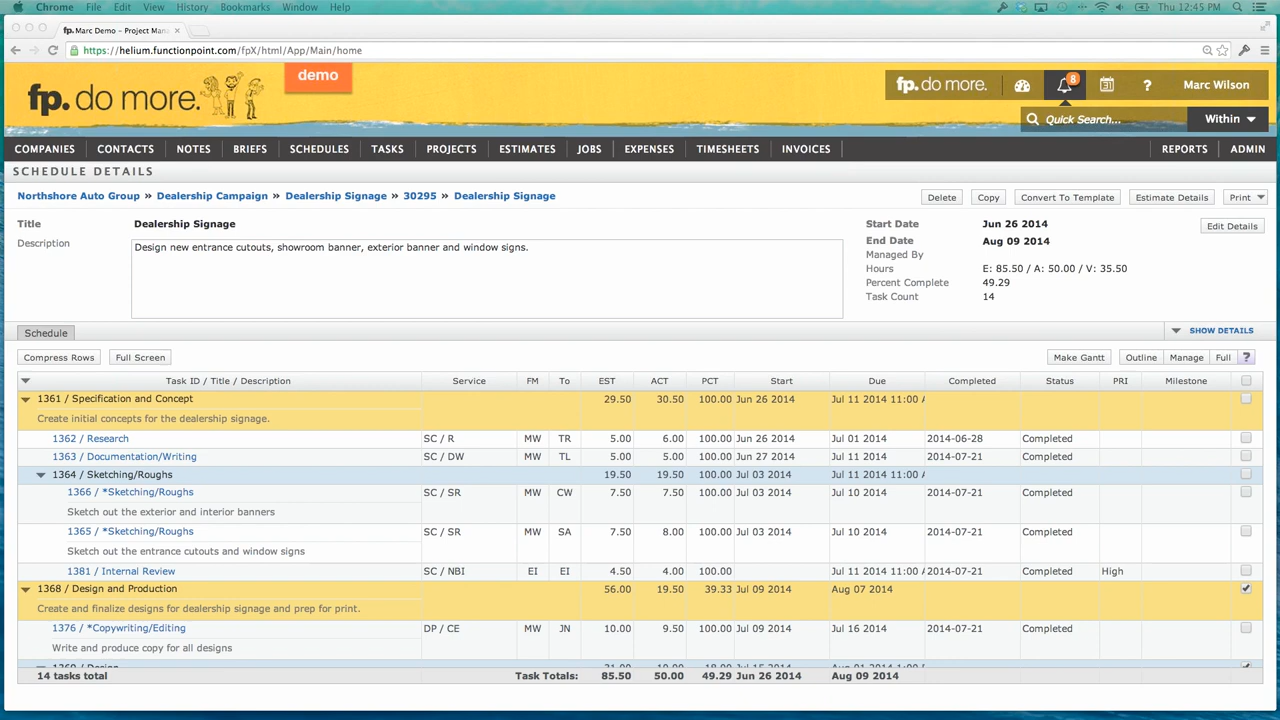 Chrome File Edit View History Bookmarks Window Help Thu 12:45 PM
fp. Marc Demo – Project Man
https://helium.functionpoint.com/fpX/html/App/Main/home
fp. do more. demo fp. do more. 8 31 ? Marc Wilson
Quick Search... Within
COMPANIES CONTACTS NOTES BRIEFS SCHEDULES TASKS PROJECTS ESTIMATES JOBS EXPENSES TIMESHEETS INVOICES REPORTS ADMIN
SCHEDULE DETAILS
Northshore Auto Group » Dealership Campaign » Dealership Signage » 30295 » Dealership Signage Delete Copy Convert To Template Estimate Details Print
Title Dealership Signage Start Date Jun 26 2014 Edit Details
Description Design new entrance cutouts, showroom banner, exterior banner and window signs. End Date Aug 09 2014
Managed By
Hours E: 85.50 / A: 50.00 / V: 35.50
Percent Complete 49.29
Task Count 14
Schedule SHOW DETAILS
Compress Rows Full Screen Make Gantt Outline Manage Full ?
Task ID / Title / Description Service FM To EST ACT PCT Start Due Completed Status PRI Milestone
1361 / Specification and Concept 29.50 30.50 100.00 Jun 26 2014 Jul 11 2014 11:00
Create initial concepts for the dealership signage.
1362 / Research SC / R MW TR 5.00 6.00 100.00 Jun 26 2014 Jul 01 2014 2014-06-28 Completed
1363 / Documentation/Writing SC / DW MW TL 5.00 5.00 100.00 Jun 27 2014 Jul 11 2014 2014-07-21 Completed
1364 / Sketching/Roughs 19.50 19.50 100.00 Jul 03 2014 Jul 11 2014 11:00
1366 / *Sketching/Roughs SC / SR MW CW 7.50 7.50 100.00 Jul 03 2014 Jul 10 2014 2014-07-21 Completed
Sketch out the exterior and interior banners
1365 / *Sketching/Roughs SC / SR MW SA 7.50 8.00 100.00 Jul 03 2014 Jul 10 2014 2014-07-21 Completed
Sketch out the entrance cutouts and window signs
1381 / Internal Review SC / NBI EI EI 4.50 4.00 100.00 Jul 11 2014 11:00 2014-07-21 Completed High
1368 / Design and Production 56.00 19.50 39.33 Jul 09 2014 Aug 07 2014
Create and finalize designs for dealership signage and prep for print.
1376 / *Copywriting/Editing DP / CE MW JN 10.00 9.50 100.00 Jul 09 2014 Jul 16 2014 2014-07-21 Completed
Write and produce copy for all designs
14 tasks total Task Totals: 85.50 50.00 49.29 Jun 26 2014 Aug 09 2014